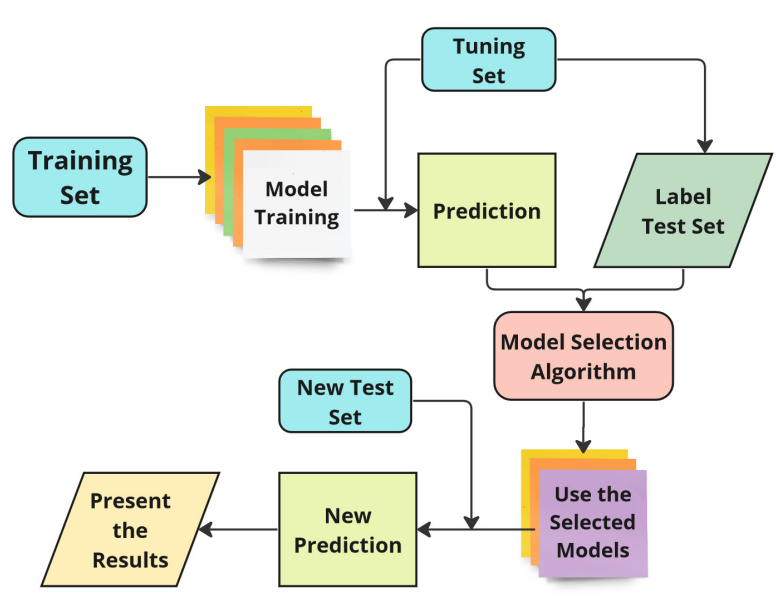 Tuning
Set
Training
Set
Model
Training
Prediction
Label
Test Set
Model Selection
Algorithm
New Test
Set
Use the
Selected
Models
New
Prediction
Present
the
Results